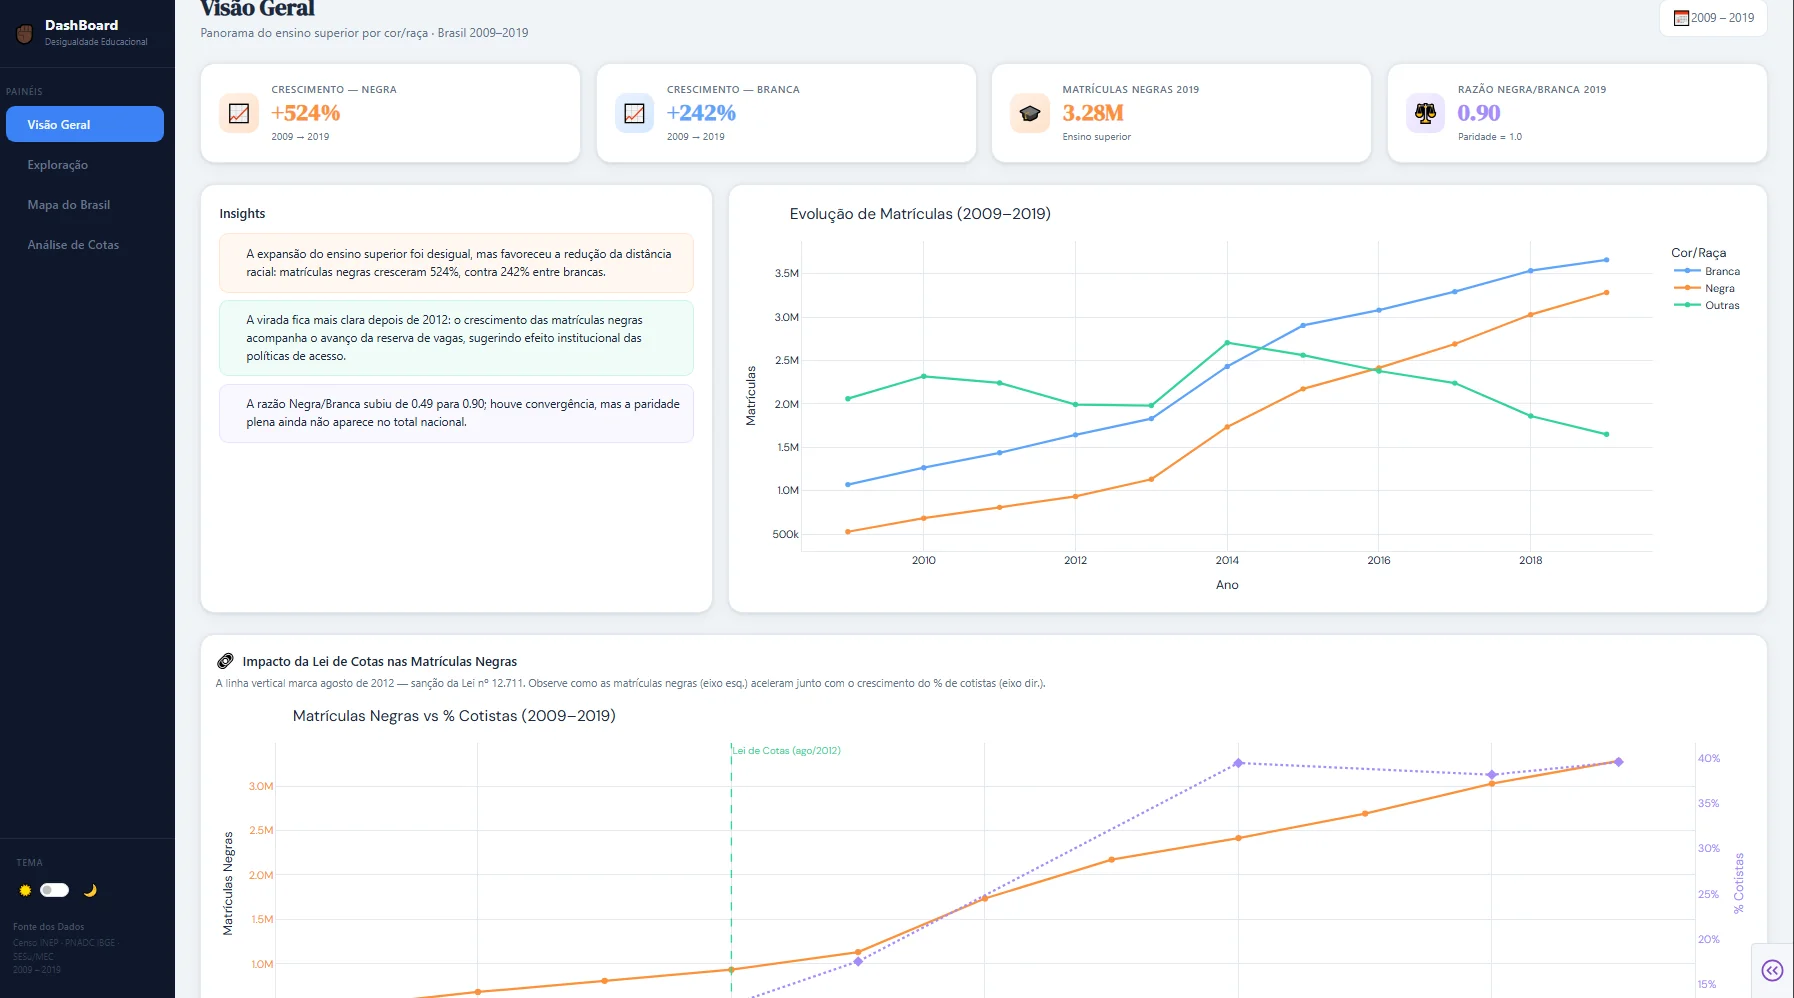 DashBoard
Desigualdade Educacional
PAINÉIS
Visão Geral
Exploração
Mapa do Brasil
Análise de Cotas
TEMA
Fonte dos Dados
Censo INEP · PNADC IBGE ·
SESu/MEC
2009 – 2019
Visão Geral
Panorama do ensino superior por cor/raça · Brasil 2009–2019
2009 – 2019
CRESCIMENTO — NEGRA
+524%
2009 → 2019
CRESCIMENTO — BRANCA
+242%
2009 → 2019
MATRÍCULAS NEGRAS 2019
3.28M
Ensino superior
RAZÃO NEGRA/BRANCA 2019
0.90
Paridade = 1.0
Insights
A expansão do ensino superior foi desigual, mas favoreceu a redução da distância
racial: matrículas negras cresceram 524%, contra 242% entre brancas.
A virada fica mais clara depois de 2012: o crescimento das matrículas negras
acompanha o avanço da reserva de vagas, sugerindo efeito institucional das
políticas de acesso.
A razão Negra/Branca subiu de 0.49 para 0.90; houve convergência, mas a paridade
plena ainda não aparece no total nacional.
Evolução de Matrículas (2009–2019)
Matrículas
3.5M
3.0M
2.5M
2.0M
1.5M
1.0M
500k
2010
2012
2014
2016
2018
Ano
Cor/Raça
Branca
Negra
Outras
Impacto da Lei de Cotas nas Matrículas Negras
A linha vertical marca agosto de 2012 — sanção da Lei nº 12.711. Observe como as matrículas negras (eixo esq.) aceleram junto com o crescimento do % de cotistas (eixo dir.).
Matrículas Negras vs % Cotistas (2009–2019)
Lei de Cotas (ago/2012)
Matrículas Negras
3.0M
2.5M
2.0M
1.5M
1.0M
40%
35%
30%
25%
20%
15%
% Cotistas